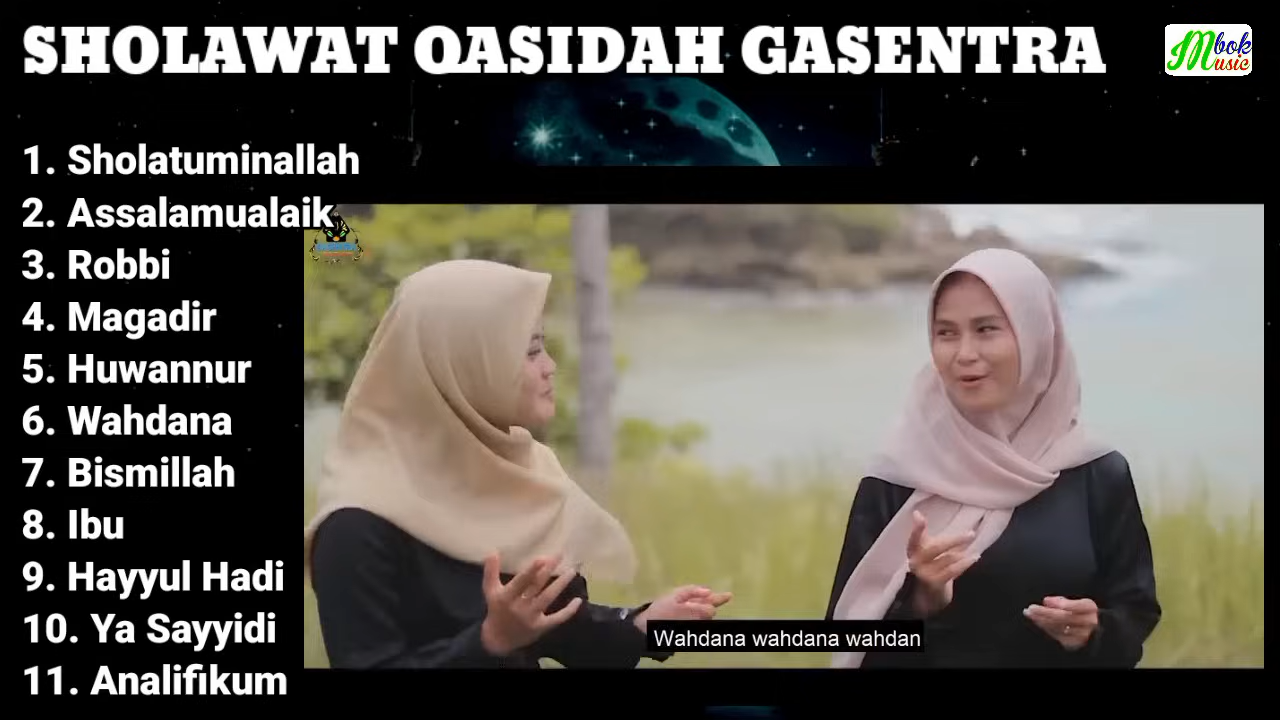 SHOLAWAT QASIDAH GASENTRA
Mbok
Music
1. Sholatuminallah
2. Assalamualaik
3. Robbi
4. Magadir
5. Huwannur
6. Wahdana
7. Bismillah
8. Ibu
9. Hayyul Hadi
10. Ya Sayyidi
11. Analifikum
Wahdana wahdana wahdan